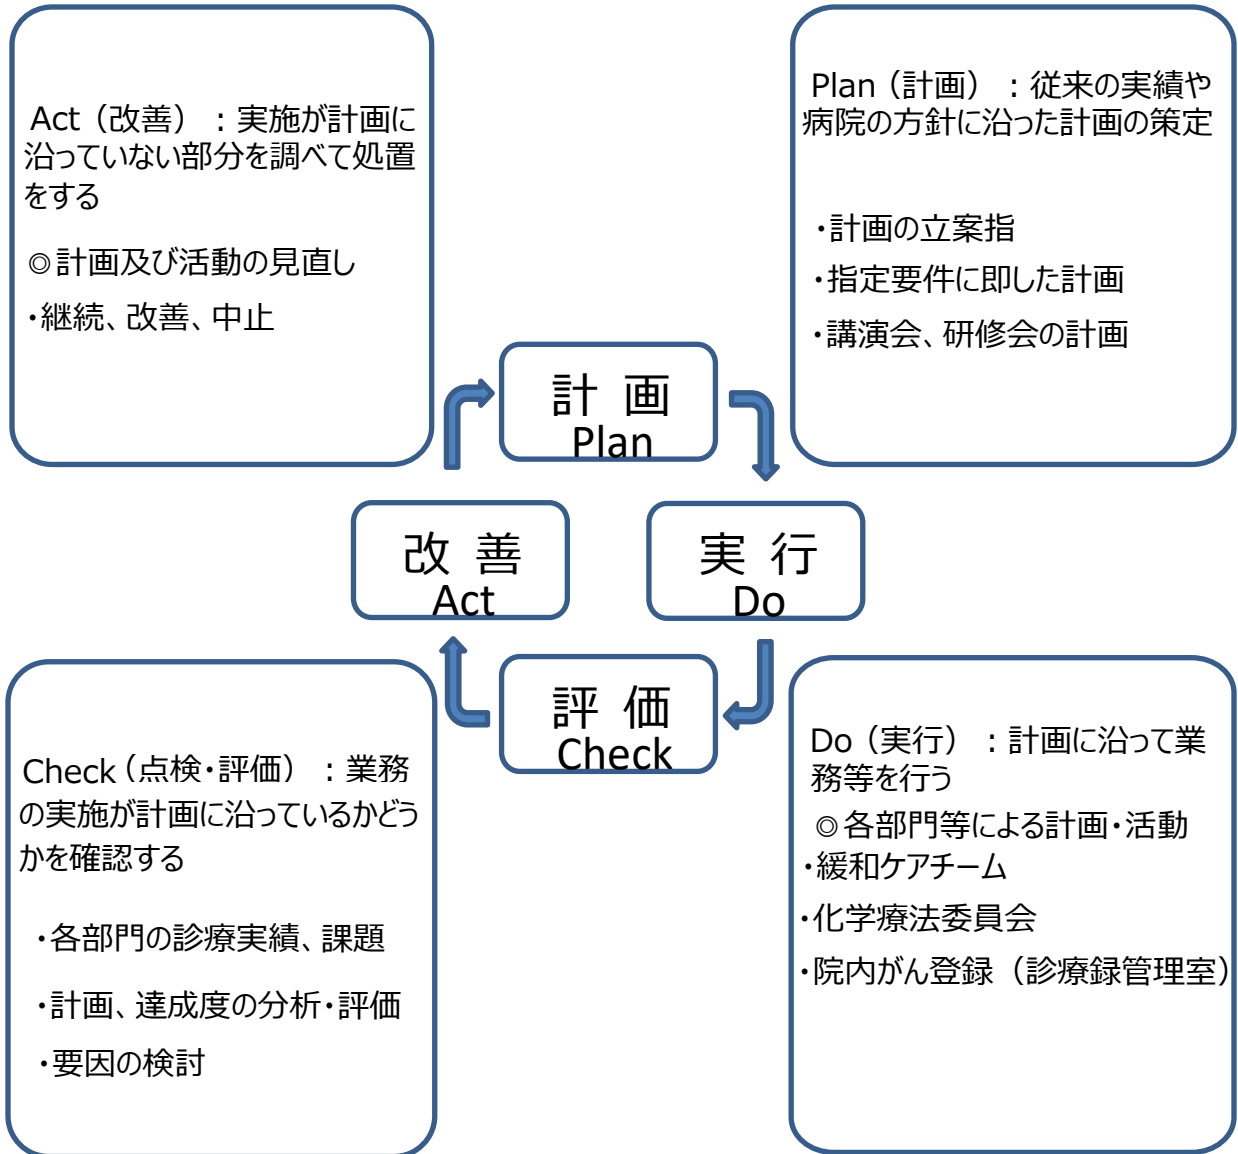 Act（改善）：実施が計画に
沿っていない部分を調べて処置
をする
◎計画及び活動の見直し
・継続、改善、中止
Plan（計画）：従来の実績や
病院の方針に沿った計画の策定
・計画の立案指
・指定要件に即した計画
・講演会、研修会の計画
計 画
Plan
改 善
Act
実 行
Do
評 価
Check
Check（点検・評価）：業務
の実施が計画に沿っているかどう
かを確認する
・各部門の診療実績、課題
・計画、達成度の分析・評価
・要因の検討
Do（実行）：計画に沿って業
務等を行う
◎各部門等による計画・活動
・緩和ケアチーム
・化学療法委員会
・院内がん登録（診療録管理室）